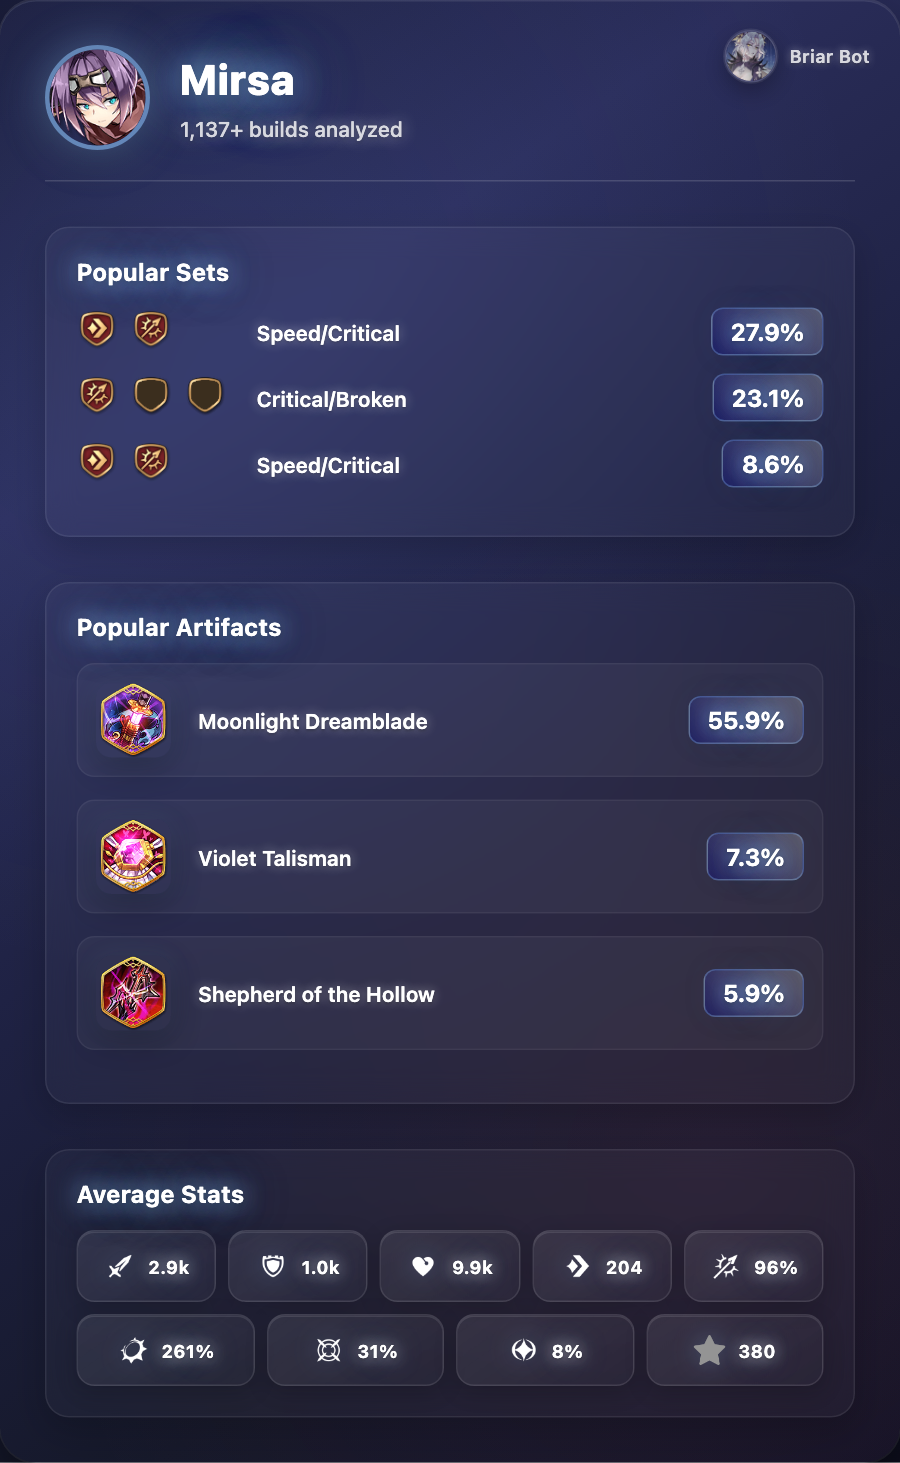 Mirsa
1,137+ builds analyzed
Briar Bot
Popular Sets
Speed/Critical 27.9%
Critical/Broken 23.1%
Speed/Critical 8.6%
Popular Artifacts
Moonlight Dreamblade 55.9%
Violet Talisman 7.3%
Shepherd of the Hollow 5.9%
Average Stats
2.9k 1.0k 9.9k 204 96%
261% 31% 8% 380